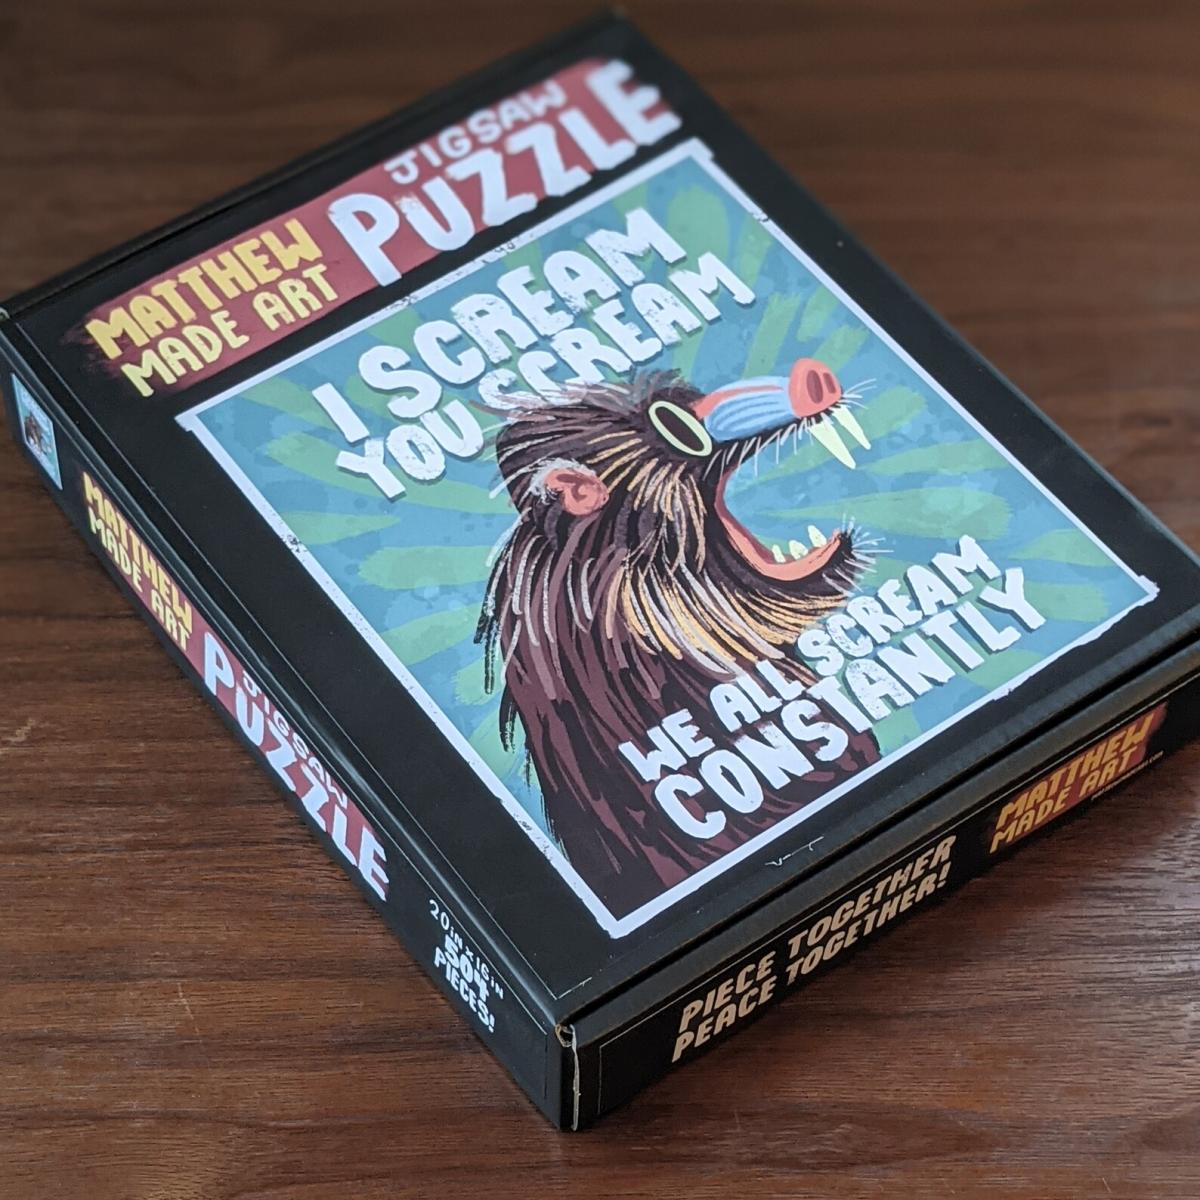 MATTHEW
MADE ART
JIGSAW
PUZZLE
I SCREAM
YOU SCREAM
WE ALL SCREAM
CONSTANTLY
MATTHEW
MADE ART
JIGSAW
PUZZLE
20IN X 16IN
504
PIECES!
PIECE TOGETHER
PEACE TOGETHER!
MATTHEW
MADE ART